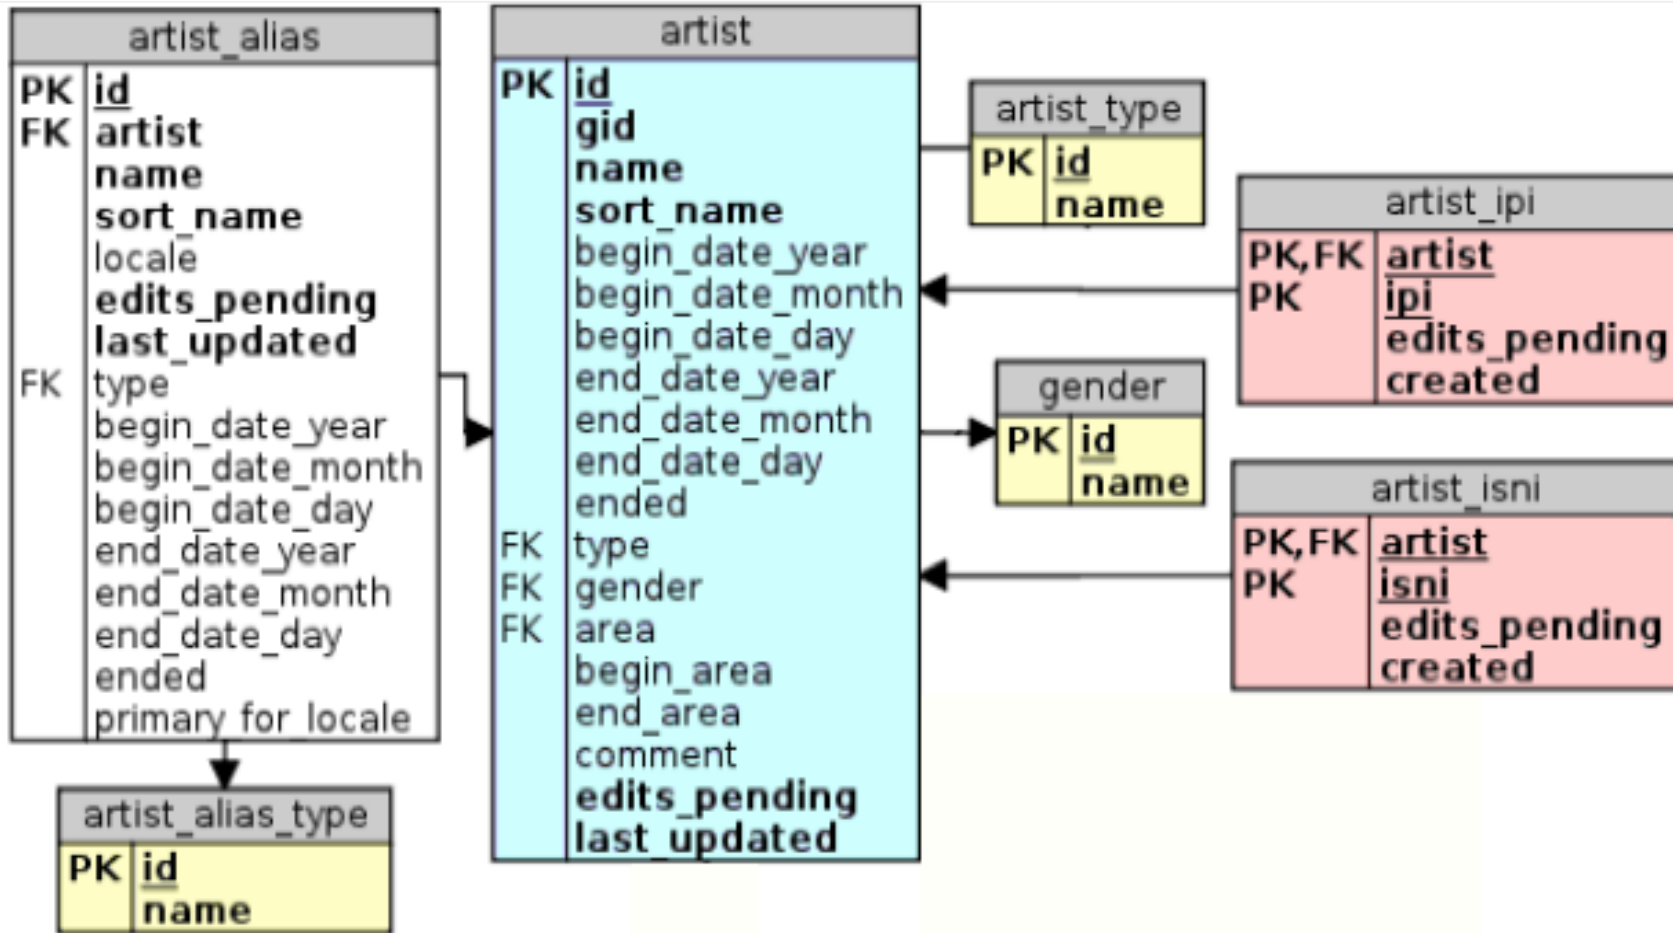 artist_alias
PK id
FK artist
name
sort_name
locale
edits_pending
last_updated
FK type
begin_date_year
begin_date_month
begin_date_day
end_date_year
end_date_month
end_date_day
ended
primary_for_locale
artist_alias_type
PK id
name
artist
PK id
gid
name
sort_name
begin_date_year
begin_date_month
begin_date_day
end_date_year
end_date_month
end_date_day
ended
FK type
FK gender
FK area
begin_area
end_area
comment
edits_pending
last_updated
artist_type
PK id
name
gender
PK id
name
artist_ipi
PK,FK artist
PK ipi
edits_pending
created
artist_isni
PK,FK artist
PK isni
edits_pending
created